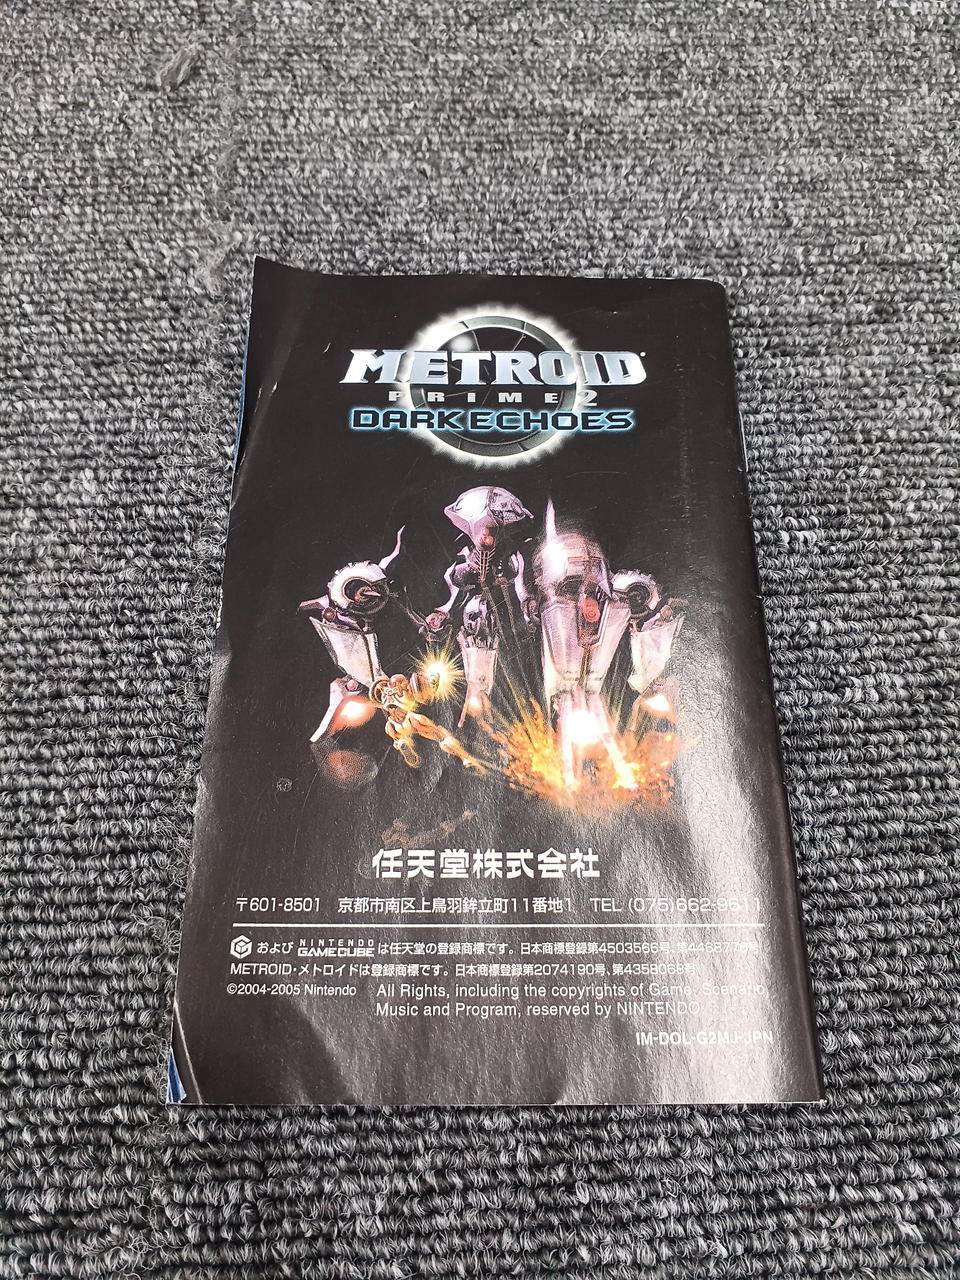 METROID
PRIME 2
DARK ECHOES
任天堂株式会社
〒601-8501 京都市南区上鳥羽鉾立町11番地1 TEL (075)662-9611
および NINTENDO GAMECUBE は任天堂の登録商標です。日本商標登録第4503566号、第4468778号
METROID・メトロイドは登録商標です。日本商標登録第2074190号、第4358068号
©2004-2005 Nintendo All Rights, including the copyrights of Game, Scenario,
Music and Program, reserved by NINTENDO
IM-DOL-G2MJ-JPN